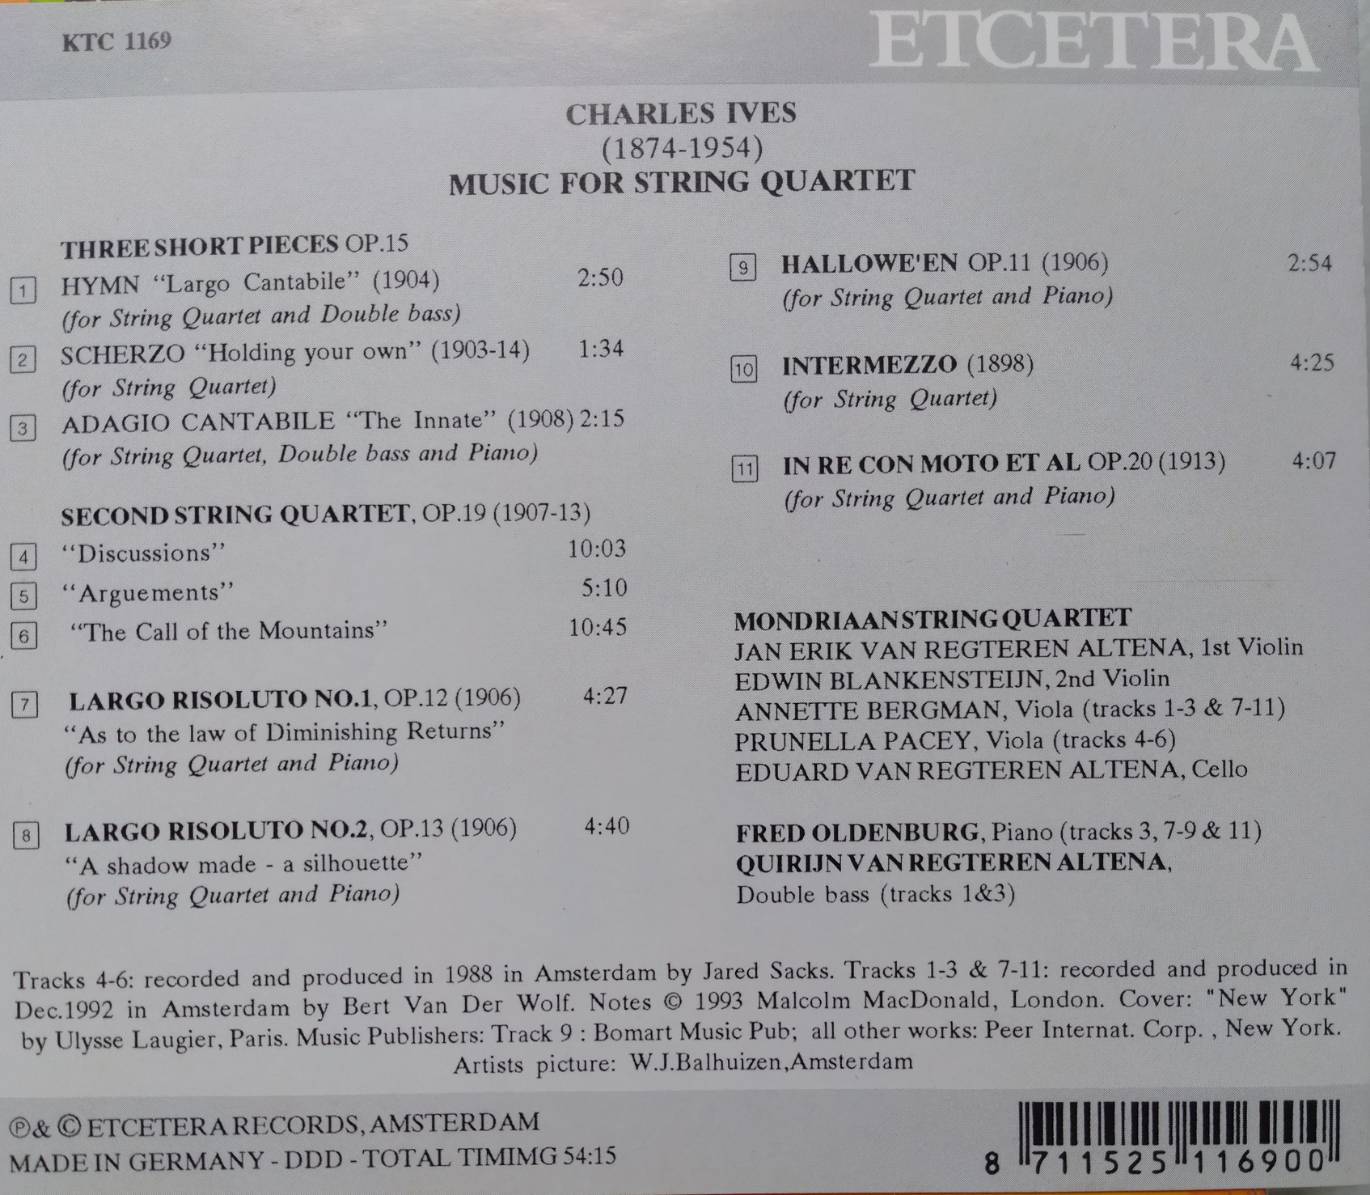 KTC 1169
ETCETERA
CHARLES IVES
(1874-1954)
MUSIC FOR STRING QUARTET
THREE SHORT PIECES OP.15
1 HYMN “Largo Cantabile” (1904) 2:50
(for String Quartet and Double bass)
2 SCHERZO “Holding your own” (1903-14) 1:34
(for String Quartet)
3 ADAGIO CANTABILE “The Innate” (1908) 2:15
(for String Quartet, Double bass and Piano)
SECOND STRING QUARTET, OP.19 (1907-13)
4 “Discussions” 10:03
5 “Arguements” 5:10
6 “The Call of the Mountains” 10:45
7 LARGO RISOLUTO NO.1, OP.12 (1906) 4:27
“As to the law of Diminishing Returns”
(for String Quartet and Piano)
8 LARGO RISOLUTO NO.2, OP.13 (1906) 4:40
“A shadow made - a silhouette”
(for String Quartet and Piano)
9 HALLOWE'EN OP.11 (1906) 2:54
(for String Quartet and Piano)
10 INTERMEZZO (1898) 4:25
(for String Quartet)
11 IN RE CON MOTO ET AL OP.20 (1913) 4:07
(for String Quartet and Piano)
MONDRIAAN STRING QUARTET
JAN ERIK VAN REGTEREN ALTENA, 1st Violin
EDWIN BLANKENSTEIJN, 2nd Violin
ANNETTE BERGMAN, Viola (tracks 1-3 & 7-11)
PRUNELLA PACEY, Viola (tracks 4-6)
EDUARD VAN REGTEREN ALTENA, Cello
FRED OLDENBURG, Piano (tracks 3, 7-9 & 11)
QUIRIJN VAN REGTEREN ALTENA,
Double bass (tracks 1&3)
Tracks 4-6: recorded and produced in 1988 in Amsterdam by Jared Sacks. Tracks 1-3 & 7-11: recorded and produced in
Dec.1992 in Amsterdam by Bert Van Der Wolf. Notes © 1993 Malcolm MacDonald, London. Cover: "New York"
by Ulysse Laugier, Paris. Music Publishers: Track 9 : Bomart Music Pub; all other works: Peer Internat. Corp. , New York.
Artists picture: W.J.Balhuizen,Amsterdam
℗& © ETCETERA RECORDS, AMSTERDAM
MADE IN GERMANY - DDD - TOTAL TIMIMG 54:15
8 711525 116900